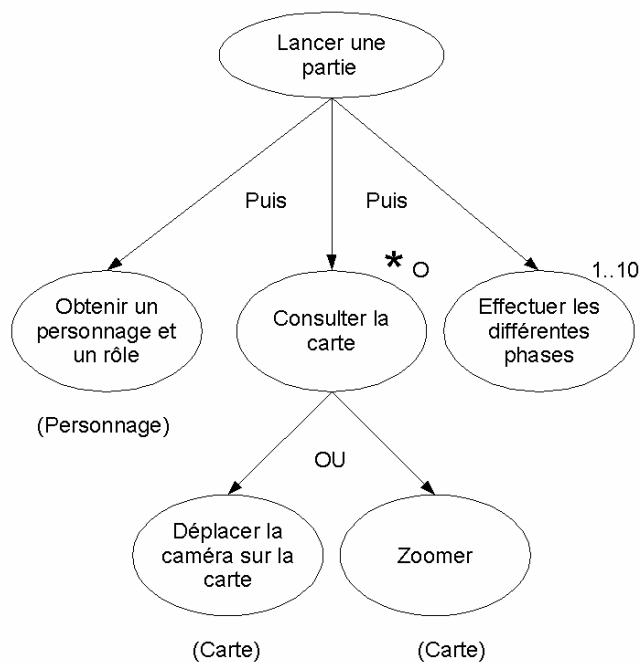 Lancer une
partie
Puis
Puis
* O
1..10
Obtenir un
personnage et
un rôle
Consulter la
carte
Effectuer les
différentes
phases
(Personnage)
OU
Déplacer la
caméra sur la
carte
Zoomer
(Carte)
(Carte)